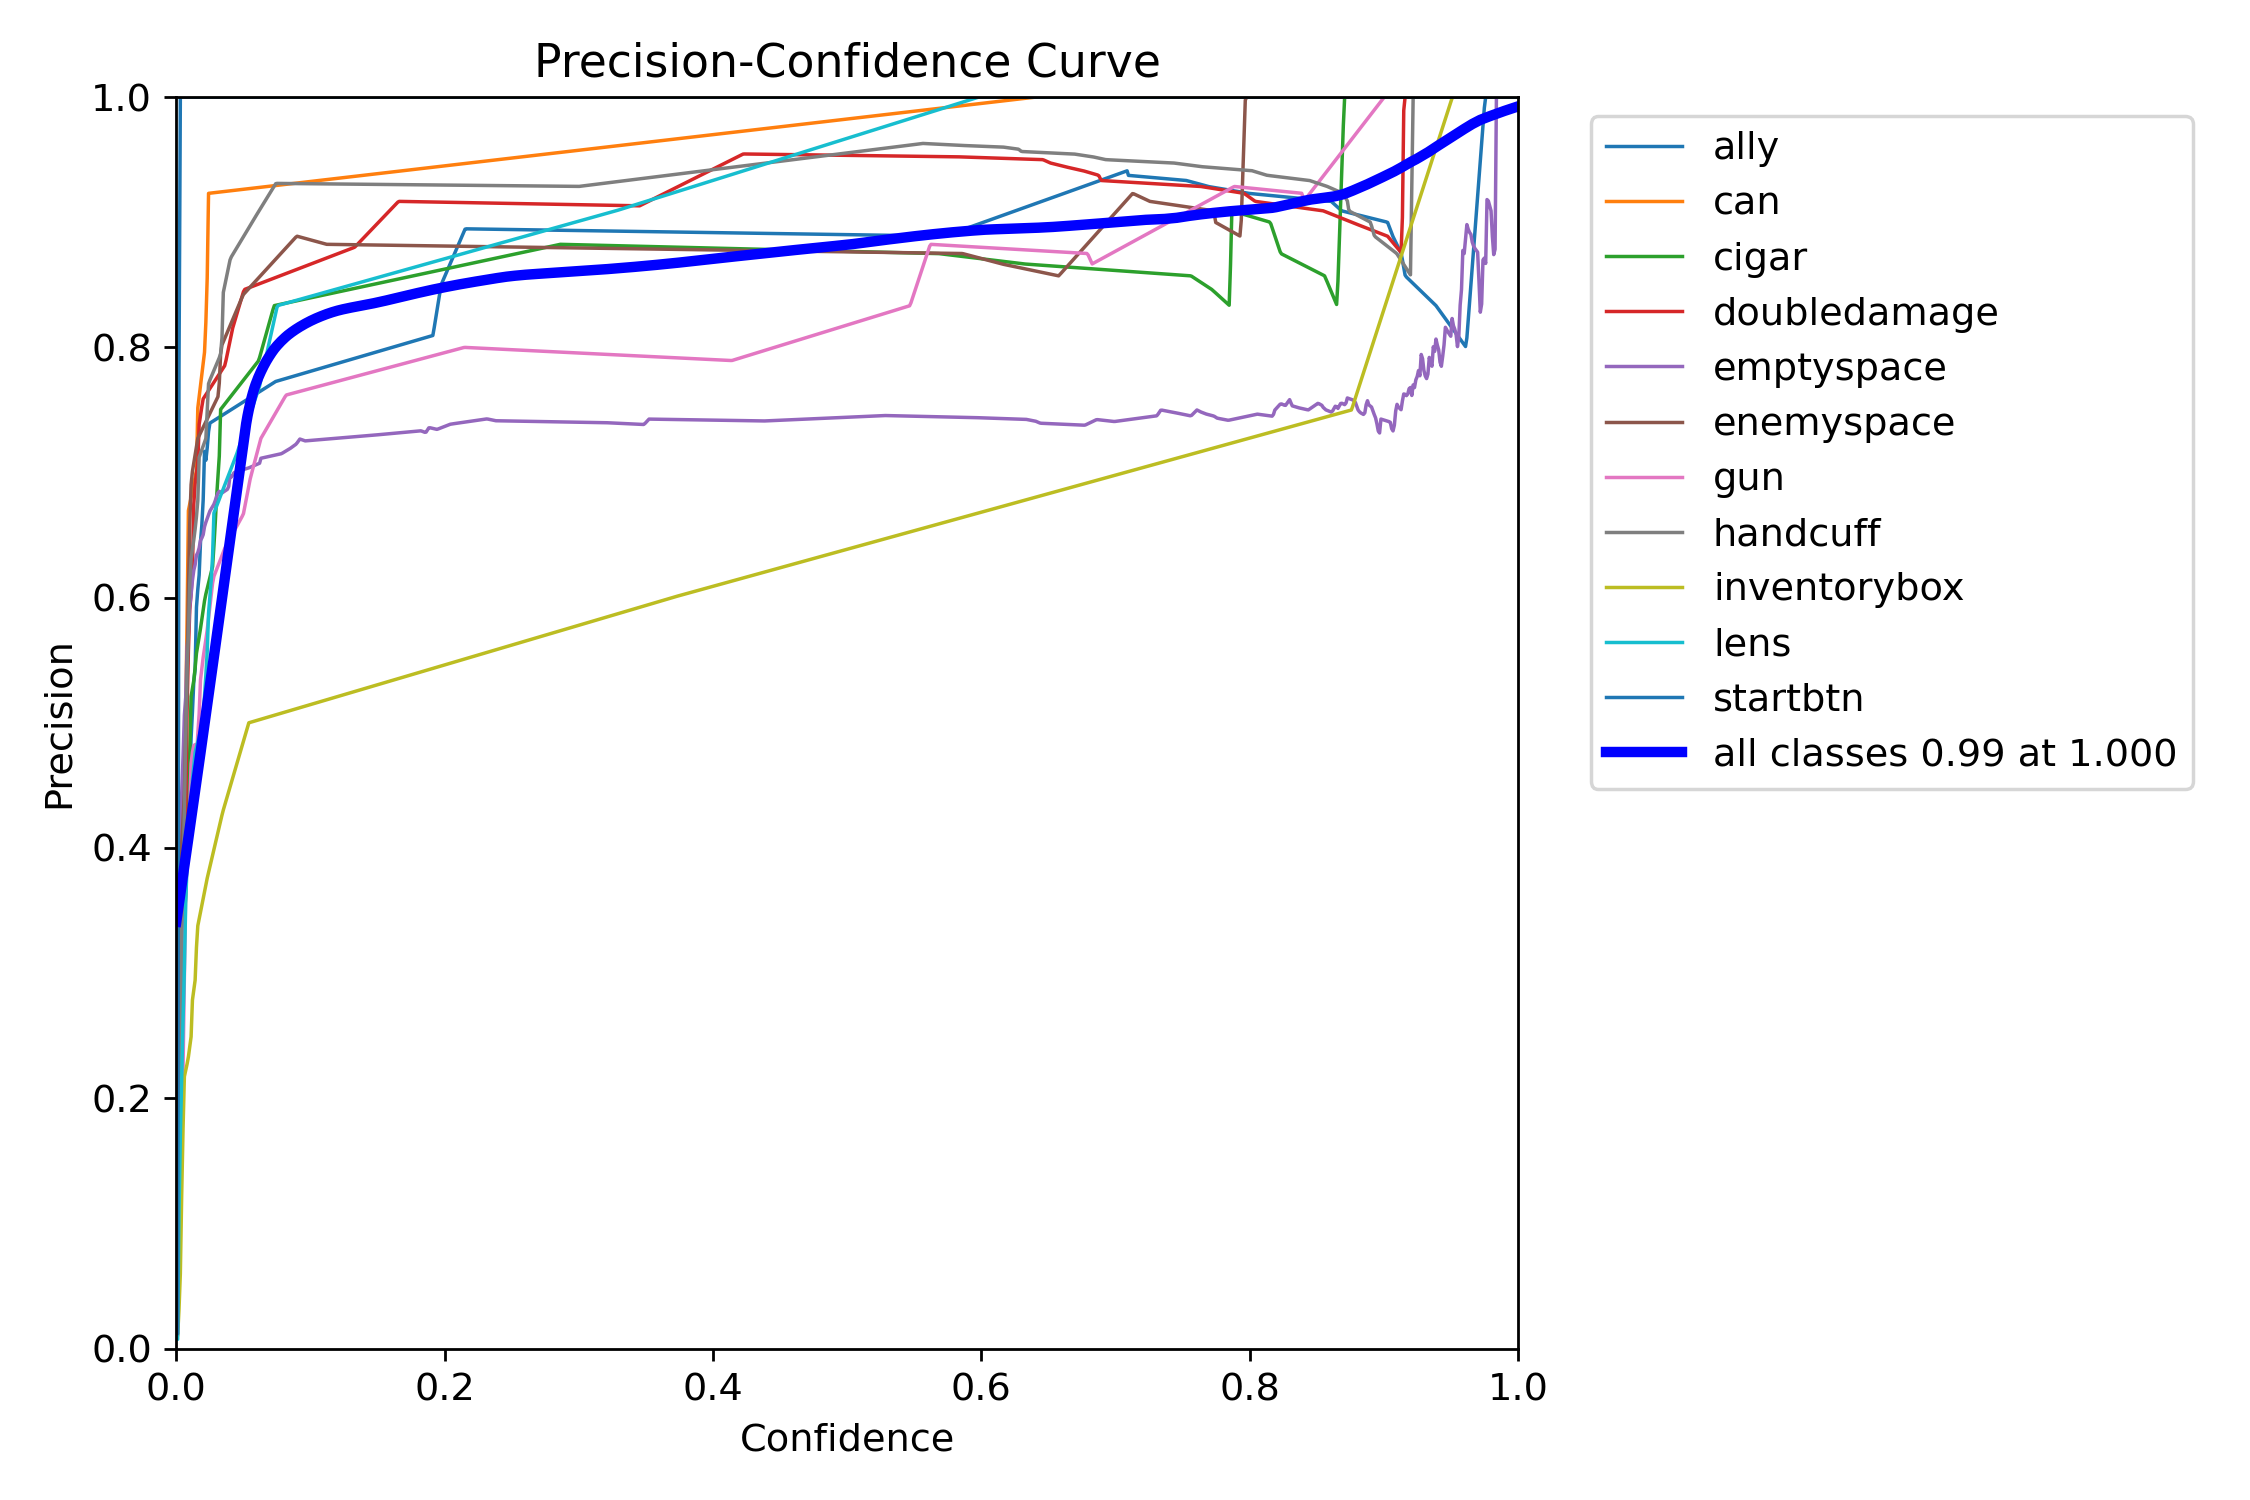 Precision-Confidence Curve
1.0
0.8
0.6
0.4
0.2
0.0
Precision
0.0 0.2 0.4 0.6 0.8 1.0
Confidence
ally
can
cigar
doubledamage
emptyspace
enemyspace
gun
handcuff
inventorybox
lens
startbtn
all classes 0.99 at 1.000